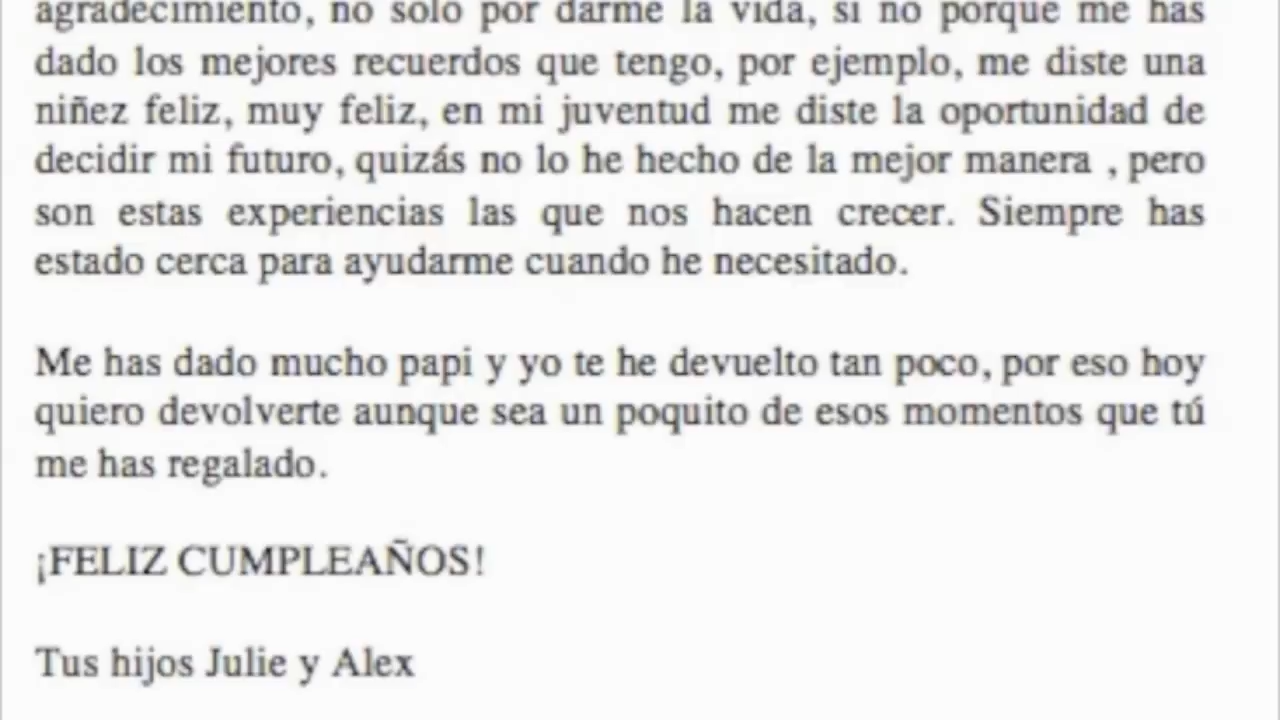 agradecimiento, no solo por darme la vida, si no porque me has
dado los mejores recuerdos que tengo, por ejemplo, me diste una
niñez feliz, muy feliz, en mi juventud me diste la oportunidad de
decidir mi futuro, quizás no lo he hecho de la mejor manera , pero
son estas experiencias las que nos hacen crecer. Siempre has
estado cerca para ayudarme cuando he necesitado.
Me has dado mucho papi y yo te he devuelto tan poco, por eso hoy
quiero devolverte aunque sea un poquito de esos momentos que tú
me has regalado.
¡FELIZ CUMPLEAÑOS!
Tus hijos Julie y Alex